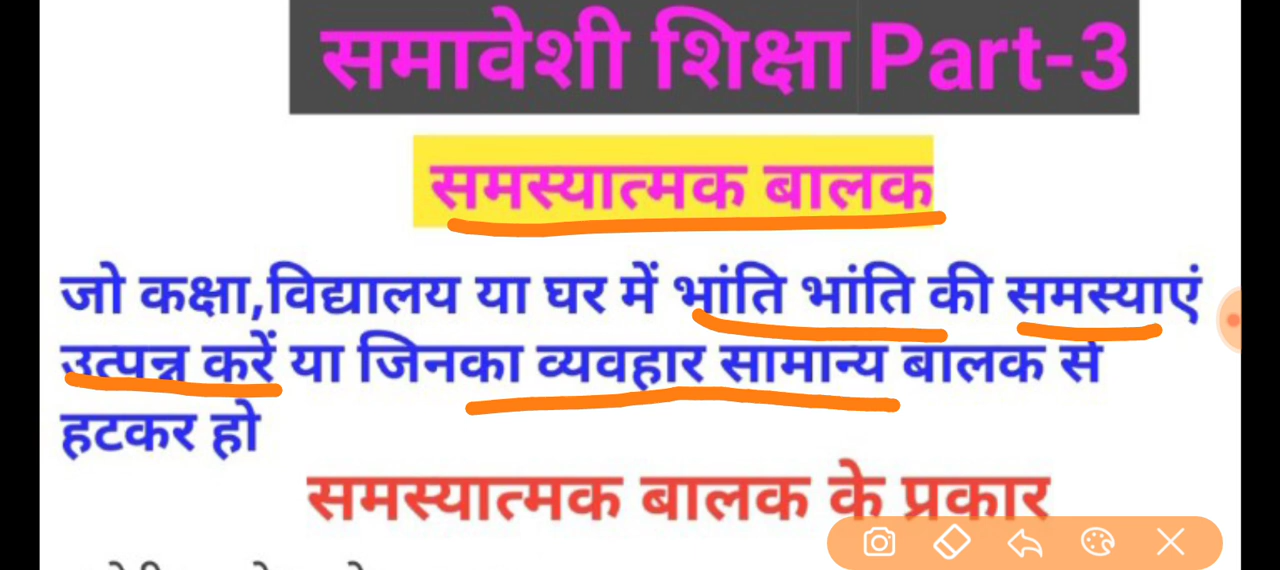 समावेशी शिक्षा Part-3
समस्यात्मक बालक
जो कक्षा,विद्यालय या घर में भांति भांति की समस्याएं
उत्पन्न करें या जिनका व्यवहार सामान्य बालक से
हटकर हो
समस्यात्मक बालक के प्रकार